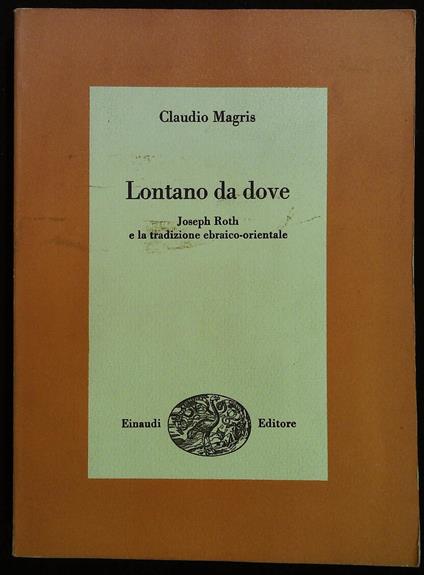 Claudio Magris
Lontano da dove
Joseph Roth
e la tradizione ebraico-orientale
Einaudi Editore